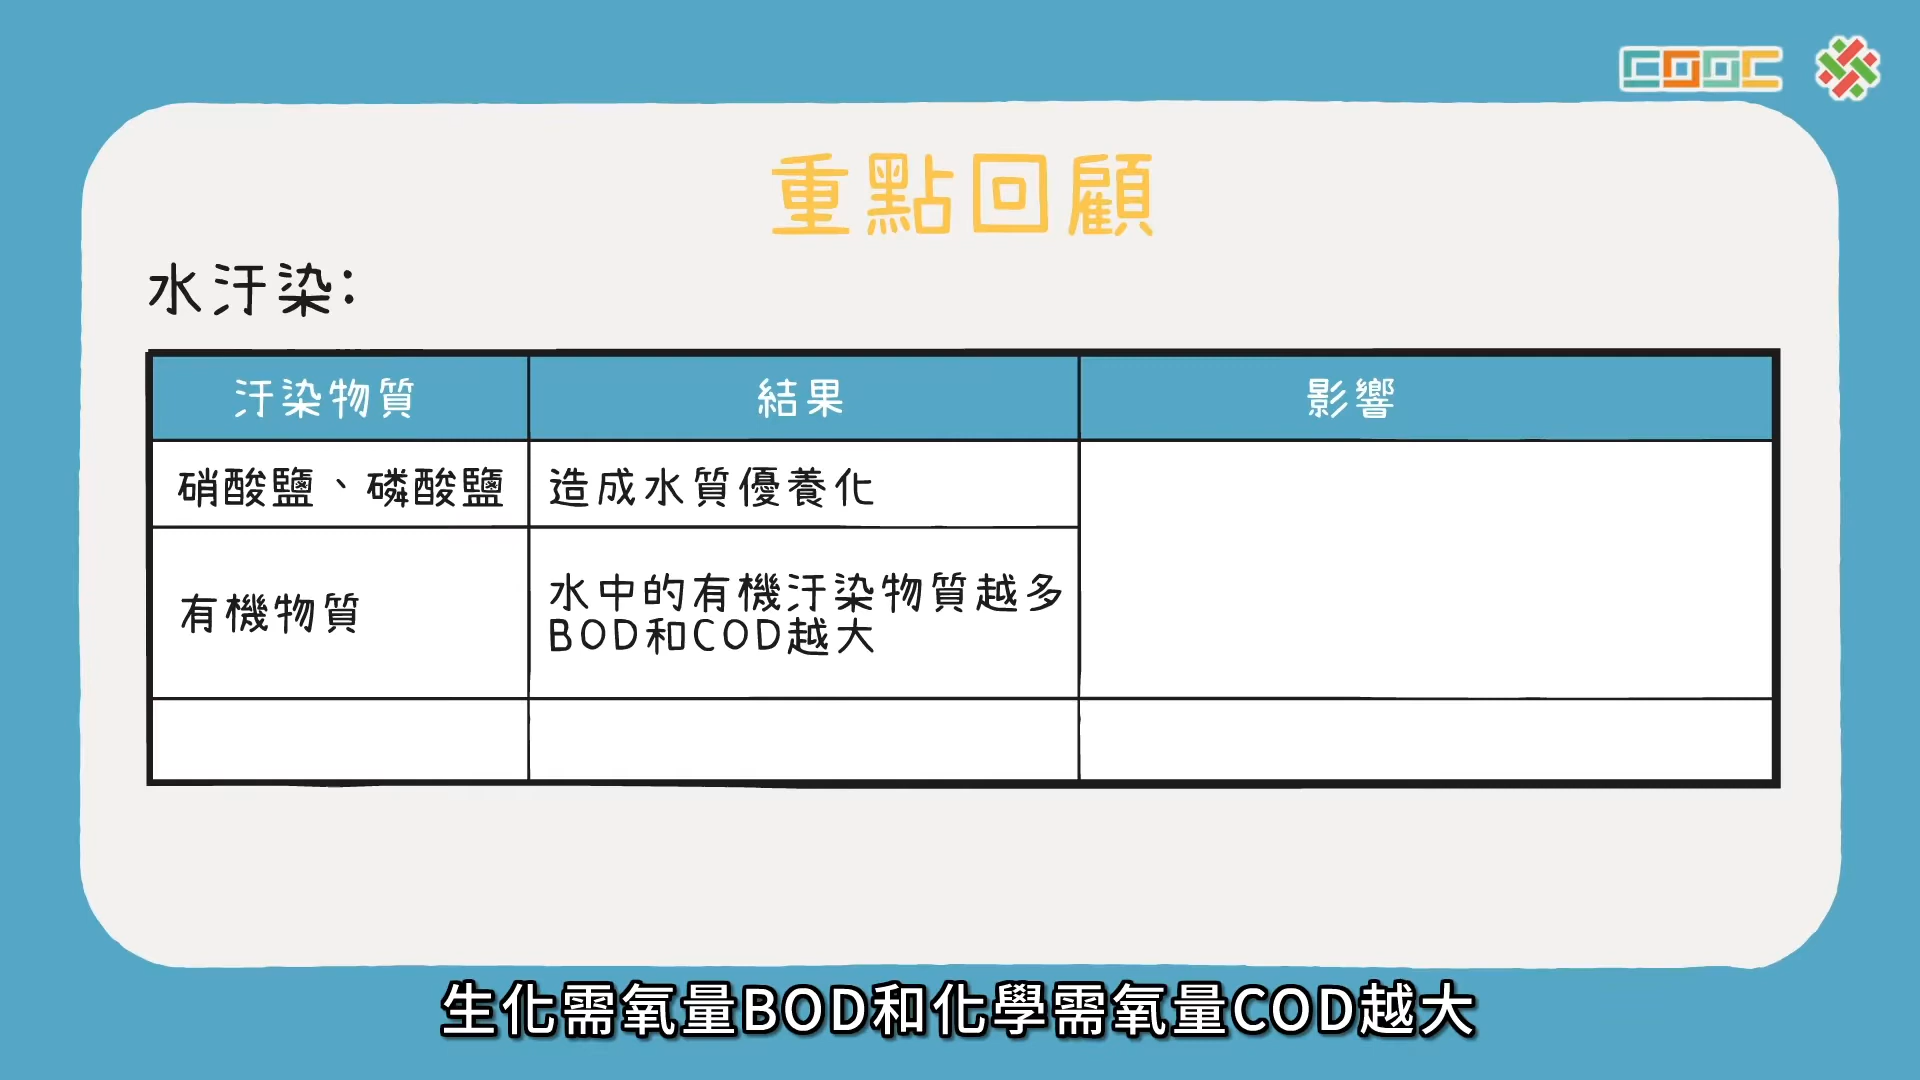 COOC
重點回顧
水汙染:
汙染物質
結果
影響
硝酸鹽、磷酸鹽
造成水質優養化
有機物質
水中的有機汙染物質越多
BOD和COD越大
生化需氧量BOD和化學需氧量COD越大